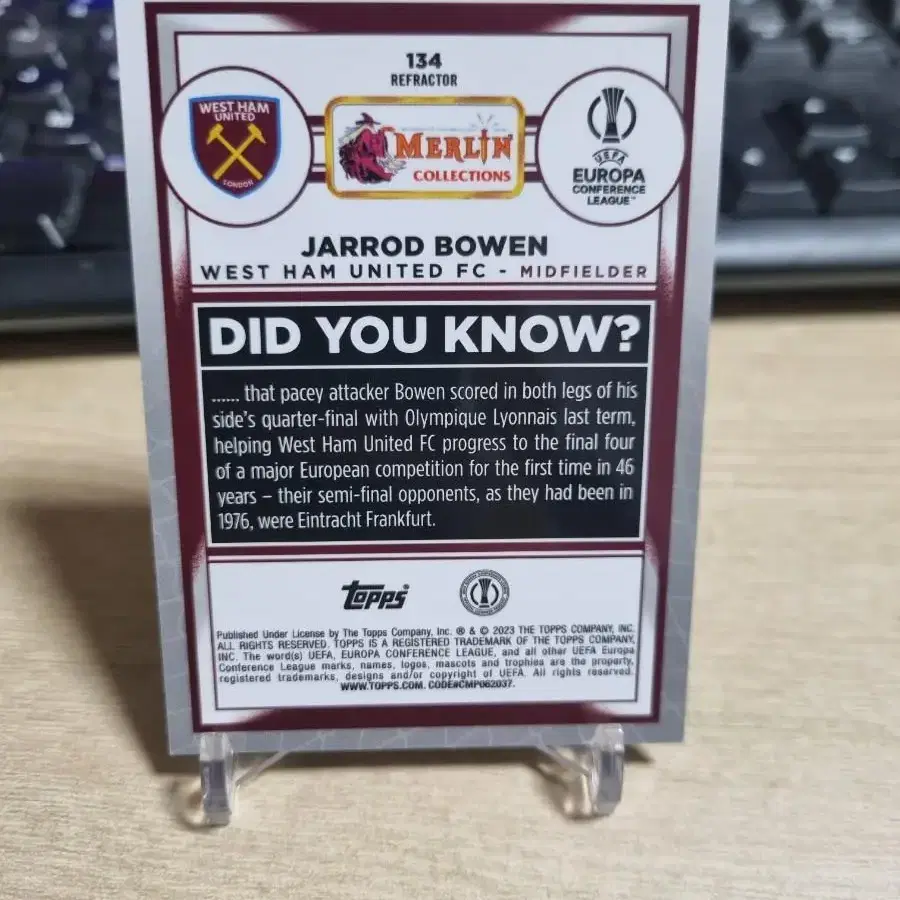 134
REFRACTOR
WEST HAM
UNITED
LONDON
MERLIN
COLLECTIONS
UEFA
EUROPA
CONFERENCE
LEAGUE™
JARROD BOWEN
WEST HAM UNITED FC - MIDFIELDER
DID YOU KNOW?
...... that pacey attacker Bowen scored in both legs of his
side's quarter-final with Olympique Lyonnais last term,
helping West Ham United FC progress to the final four
of a major European competition for the first time in 46
years – their semi-final opponents, as they had been in
1976, were Eintracht Frankfurt.
topps®
Published Under License by The Topps Company, Inc. ® & © 2023 THE TOPPS COMPANY, INC.
ALL RIGHTS RESERVED. TOPPS IS A REGISTERED TRADEMARK OF THE TOPPS COMPANY,
INC. The word(s) UEFA, EUROPA CONFERENCE LEAGUE, and all other UEFA Europa
Conference League marks, names, logos, mascots and trophies are the property,
registered trademarks, designs and/or copyright of UEFA. All rights reserved.
WWW.TOPPS.COM. CODE#CMP062037.